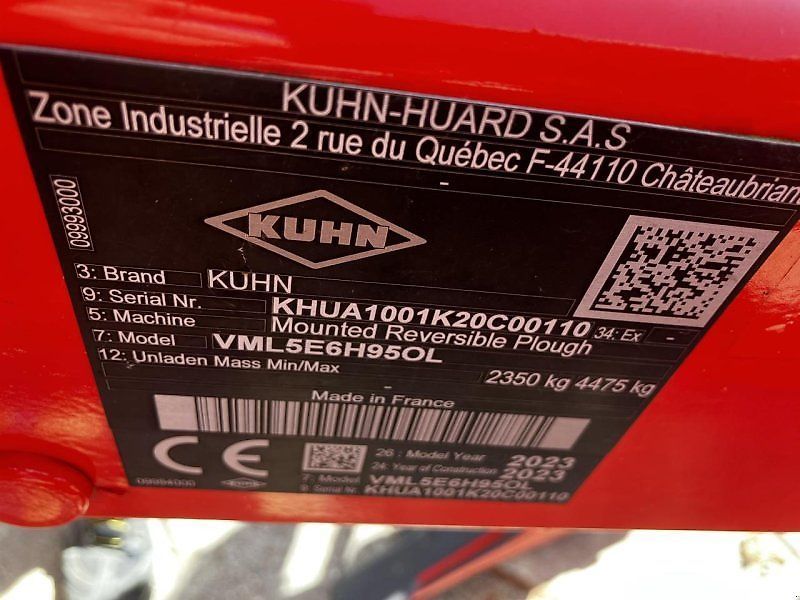 KUHN-HUARD S.A.S
Zone Industrielle 2 rue du Québec F-44110 Châteaubrian
-
09993000
KUHN
3: Brand KUHN
9: Serial Nr. KHUA1001K20C00110 34: Ex -
5: Machine Mounted Reversible Plough
7: Model VML5E6H95OL
12: Unladen Mass Min/Max 2350 kg 4475 kg
-
Made in France
CE
26 : Model Year 2023
24: Year of Construction 2023
7: Model VML5E6H95OL
9: Serial Nr. KHUA1001K20C00110
09994000
KUHN